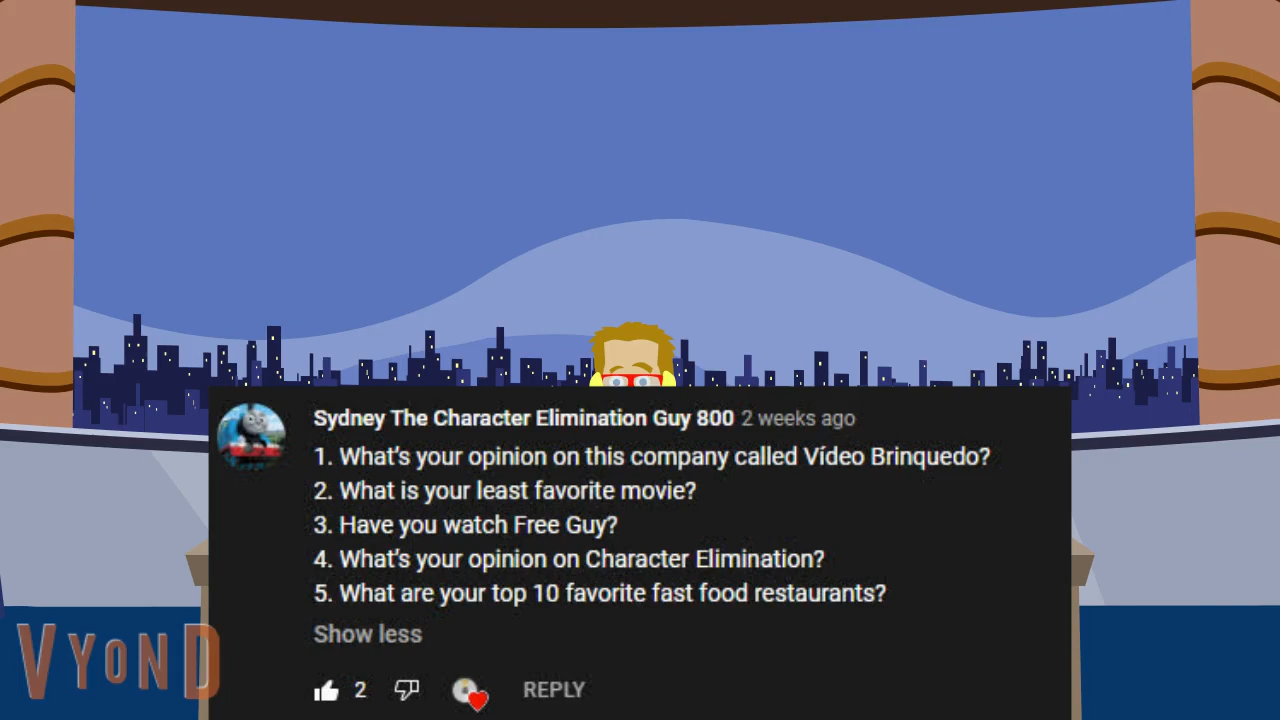 Sydney The Character Elimination Guy 800 2 weeks ago
1. What's your opinion on this company called Vídeo Brinquedo?
2. What is your least favorite movie?
3. Have you watch Free Guy?
4. What's your opinion on Character Elimination?
5. What are your top 10 favorite fast food restaurants?
Show less
2 REPLY
VYOND